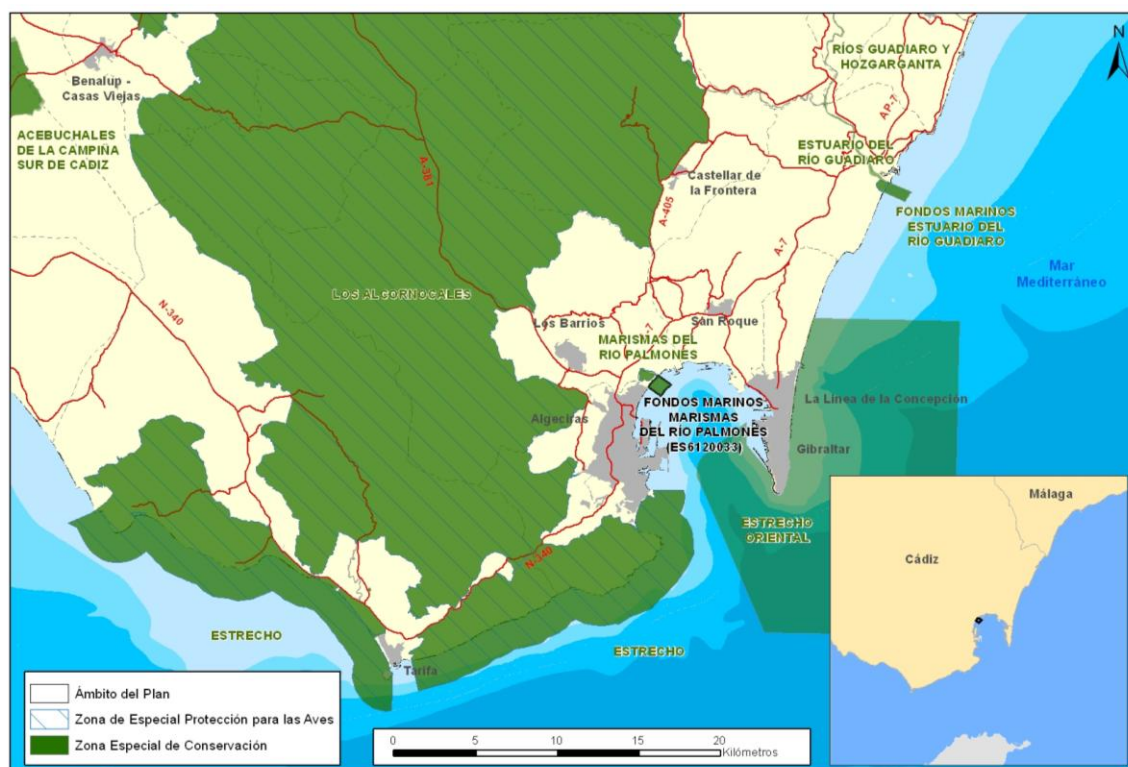 N
RÍOS GUADIARO Y
HOZGARGANTA
Benalup -
Casas Viejas
AP-7
ACEBUCHALES
DE LA CAMPIÑA
SUR DE CADIZ
ESTUARIO DEL
RÍO GUADIARO
A-381
Castellar de
la Frontera
A-405
FONDOS MARINOS
ESTUARIO DEL
RÍO GUADIARO
A-7
Mar
Mediterráneo
N-340
LOS ALCORNOCALES
Los Barrios
San Roque
MARISMAS DEL
RIO PALMONES
La Línea de la Concepción
FONDOS MARINOS
MARISMAS
DEL RÍO PALMONES
(ES6120033)
Algeciras
Gibraltar
ESTRECHO
ORIENTAL
N-340
ESTRECHO
ESTRECHO
Tarifa
Málaga
Cádiz
Ámbito del Plan
Zona de Especial Protección para las Aves
Zona Especial de Conservación
0 5 10 15 20
Kilómetros